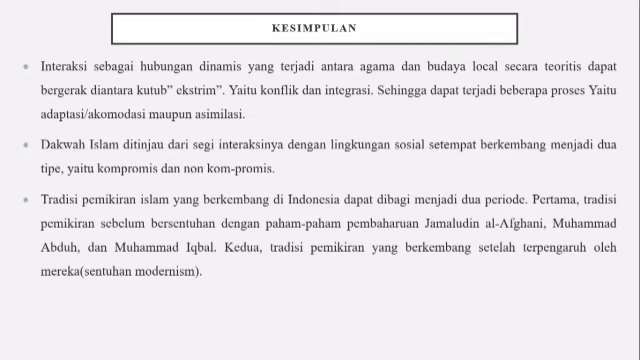 KESIMPULAN
Interaksi sebagai hubungan dinamis yang terjadi antara agama dan budaya local secara teoritis dapat
bergerak diantara kutub” ekstrim”. Yaitu konflik dan integrasi. Sehingga dapat terjadi beberapa proses Yaitu
adaptasi/akomodasi maupun asimilasi.
Dakwah Islam ditinjau dari segi interaksinya dengan lingkungan sosial setempat berkembang menjadi dua
tipe, yaitu kompromis dan non kom-promis.
Tradisi pemikiran islam yang berkembang di Indonesia dapat dibagi menjadi dua periode. Pertama, tradisi
pemikiran sebelum bersentuhan dengan paham-paham pembaharuan Jamaludin al-Afghani, Muhammad
Abduh, dan Muhammad Iqbal. Kedua, tradisi pemikiran yang berkembang setelah terpengaruh oleh
mereka(sentuhan modernism).